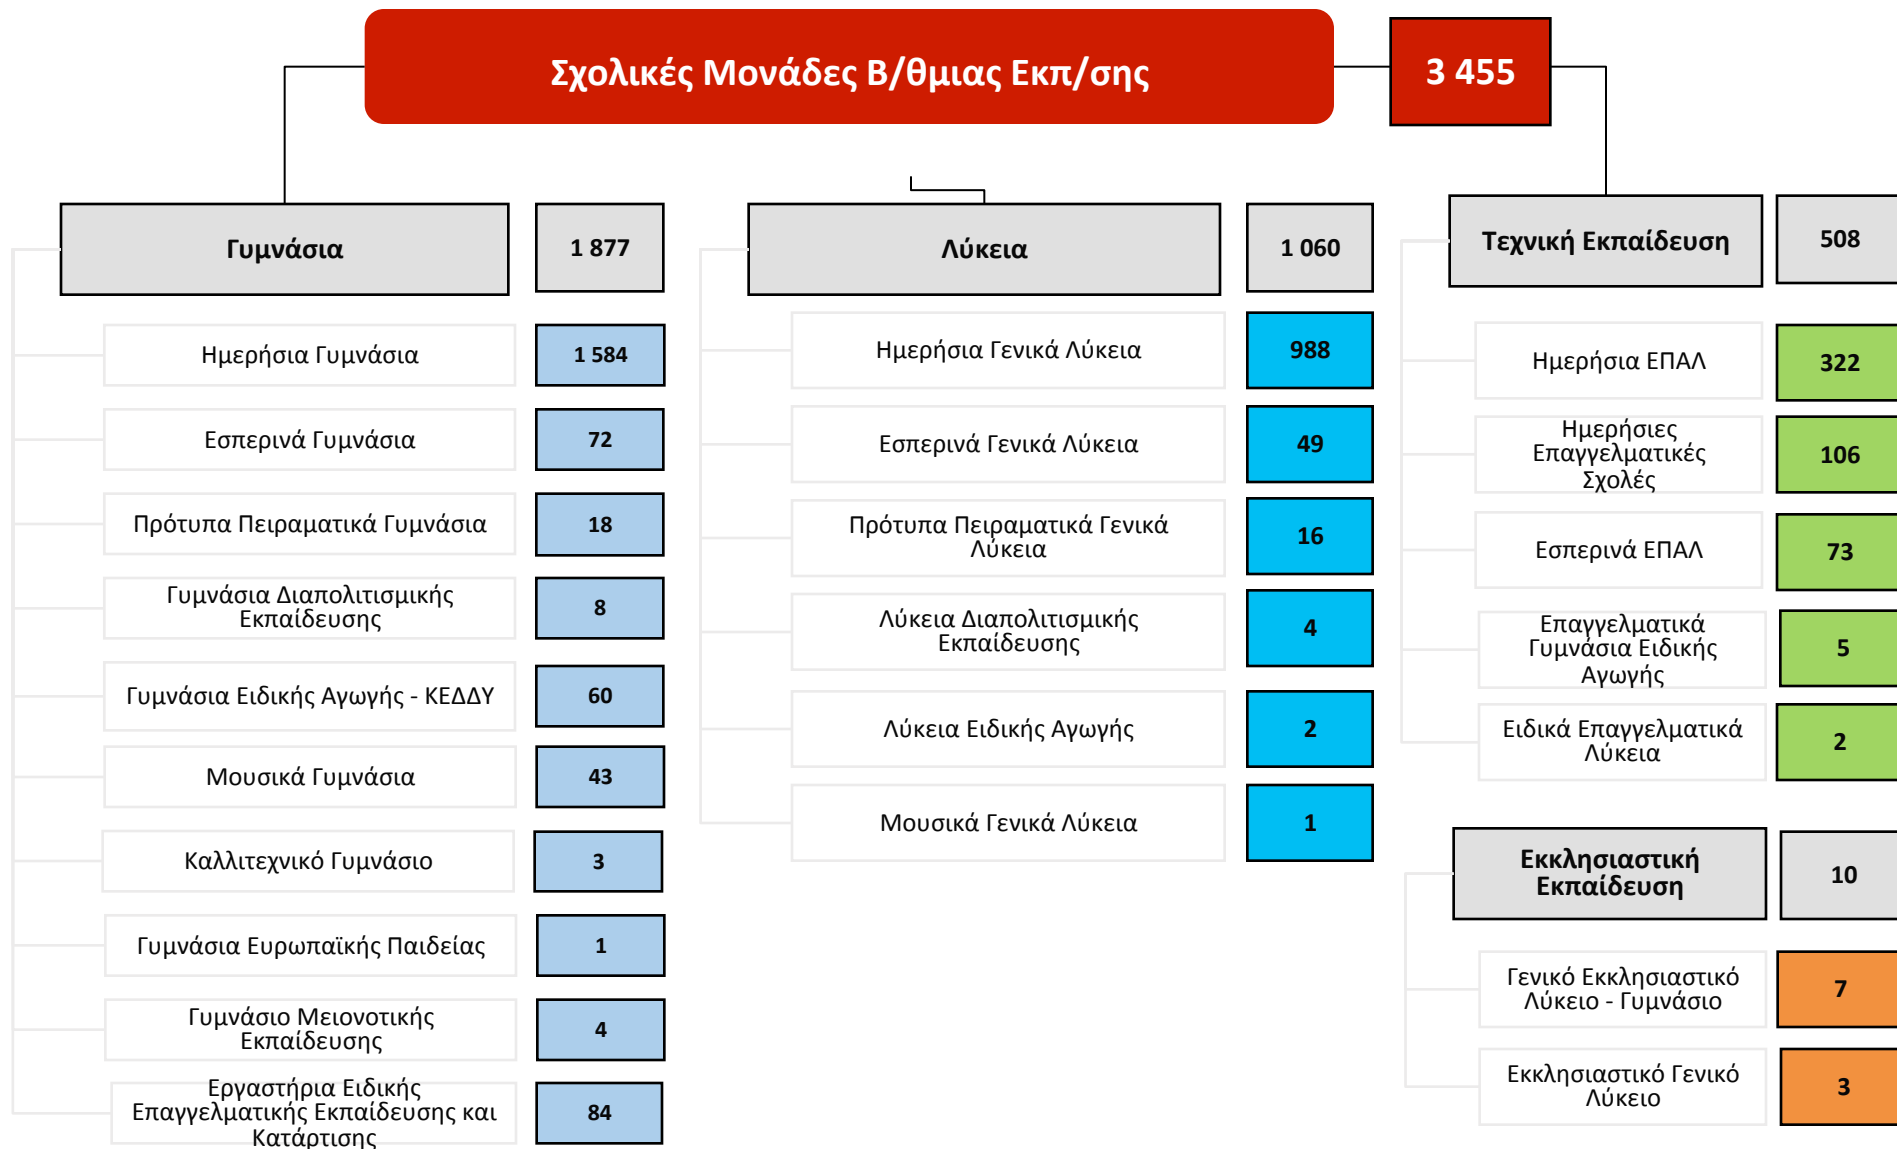 Σχολικές Μονάδες Β/θμιας Εκπ/σης
3 455
Γυμνάσια
1 877
Ημερήσια Γυμνάσια
1 584
Εσπερινά Γυμνάσια
72
Πρότυπα Πειραματικά Γυμνάσια
18
Γυμνάσια Διαπολιτισμικής
Εκπαίδευσης
8
Γυμνάσια Ειδικής Αγωγής - ΚΕΔΔΥ
60
Μουσικά Γυμνάσια
43
Καλλιτεχνικό Γυμνάσιο
3
Γυμνάσια Ευρωπαϊκής Παιδείας
1
Γυμνάσιο Μειονοτικής
Εκπαίδευσης
4
Εργαστήρια Ειδικής
Επαγγελματικής Εκπαίδευσης και
Κατάρτισης
84
Λύκεια
1 060
Ημερήσια Γενικά Λύκεια
988
Εσπερινά Γενικά Λύκεια
49
Πρότυπα Πειραματικά Γενικά
Λύκεια
16
Λύκεια Διαπολιτισμικής
Εκπαίδευσης
4
Λύκεια Ειδικής Αγωγής
2
Μουσικά Γενικά Λύκεια
1
Τεχνική Εκπαίδευση
508
Ημερήσια ΕΠΑΛ
322
Ημερήσιες
Επαγγελματικές
Σχολές
106
Εσπερινά ΕΠΑΛ
73
Επαγγελματικά
Γυμνάσια Ειδικής
Αγωγής
5
Ειδικά Επαγγελματικά
Λύκεια
2
Εκκλησιαστική
Εκπαίδευση
10
Γενικό Εκκλησιαστικό
Λύκειο - Γυμνάσιο
7
Εκκλησιαστικό Γενικό
Λύκειο
3